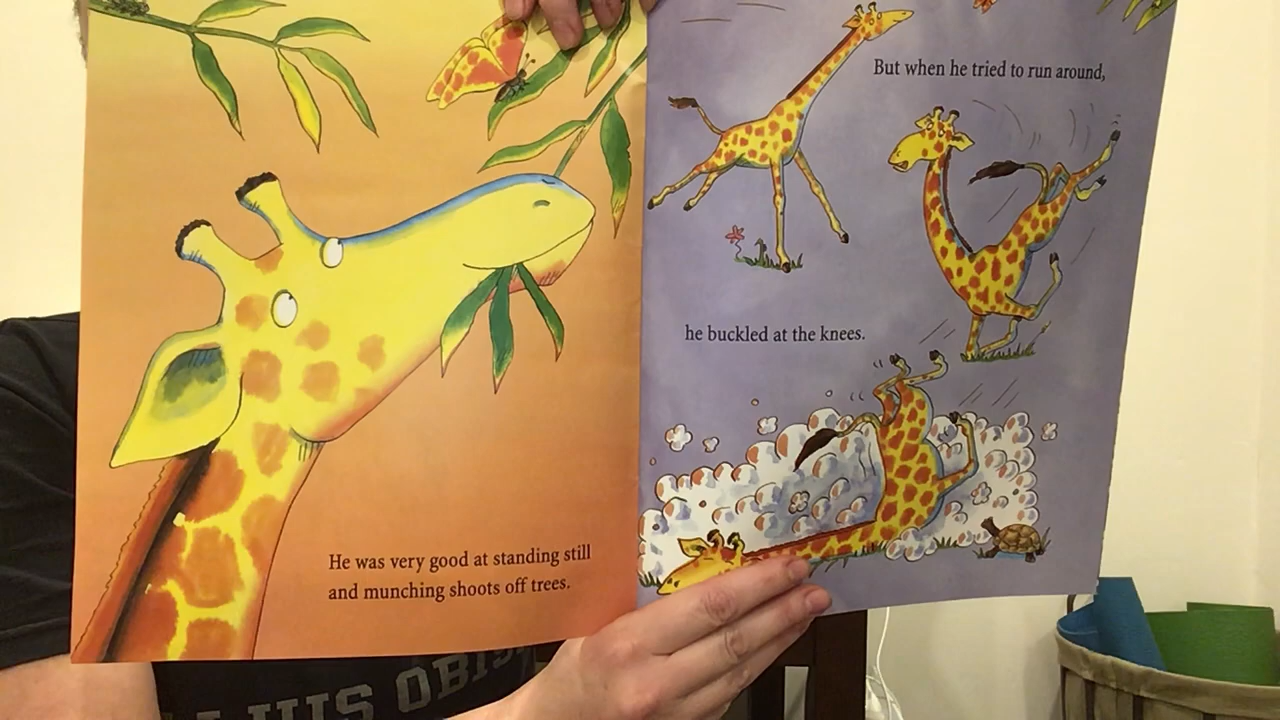 He was very good at standing still
and munching shoots off trees.
But when he tried to run around,
he buckled at the knees.